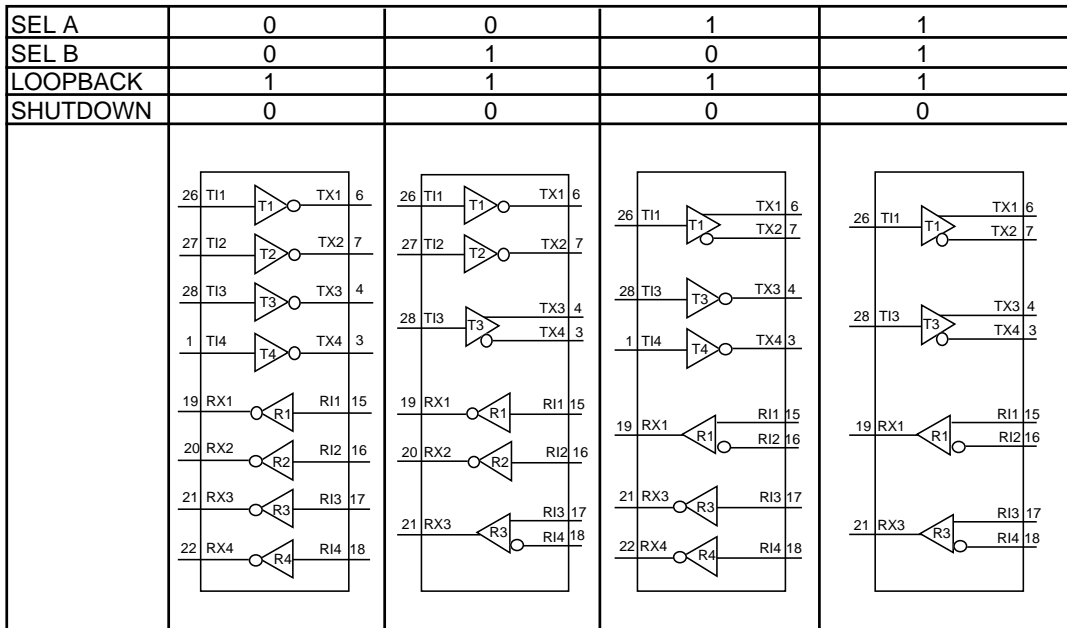 SEL A 0 0 1 1
SEL B 0 1 0 1
LOOPBACK 1 1 1 1
SHUTDOWN 0 0 0 0
26 TI1 T1 TX1 6
27 TI2 T2 TX2 7
28 TI3 T3 TX3 4
1 TI4 T4 TX4 3
19 RX1 R1 RI1 15
20 RX2 R2 RI2 16
21 RX3 R3 RI3 17
22 RX4 R4 RI4 18
26 TI1 T1 TX1 6
27 TI2 T2 TX2 7
28 TI3 T3 TX3 4
TX4 3
19 RX1 R1 RI1 15
20 RX2 R2 RI2 16
21 RX3 R3 RI3 17
RI4 18
26 TI1 T1 TX1 6
TX2 7
28 TI3 T3 TX3 4
1 TI4 T4 TX4 3
19 RX1 R1 RI1 15
RI2 16
21 RX3 R3 RI3 17
22 RX4 R4 RI4 18
26 TI1 T1 TX1 6
TX2 7
28 TI3 T3 TX3 4
TX4 3
19 RX1 R1 RI1 15
RI2 16
21 RX3 R3 RI3 17
RI4 18